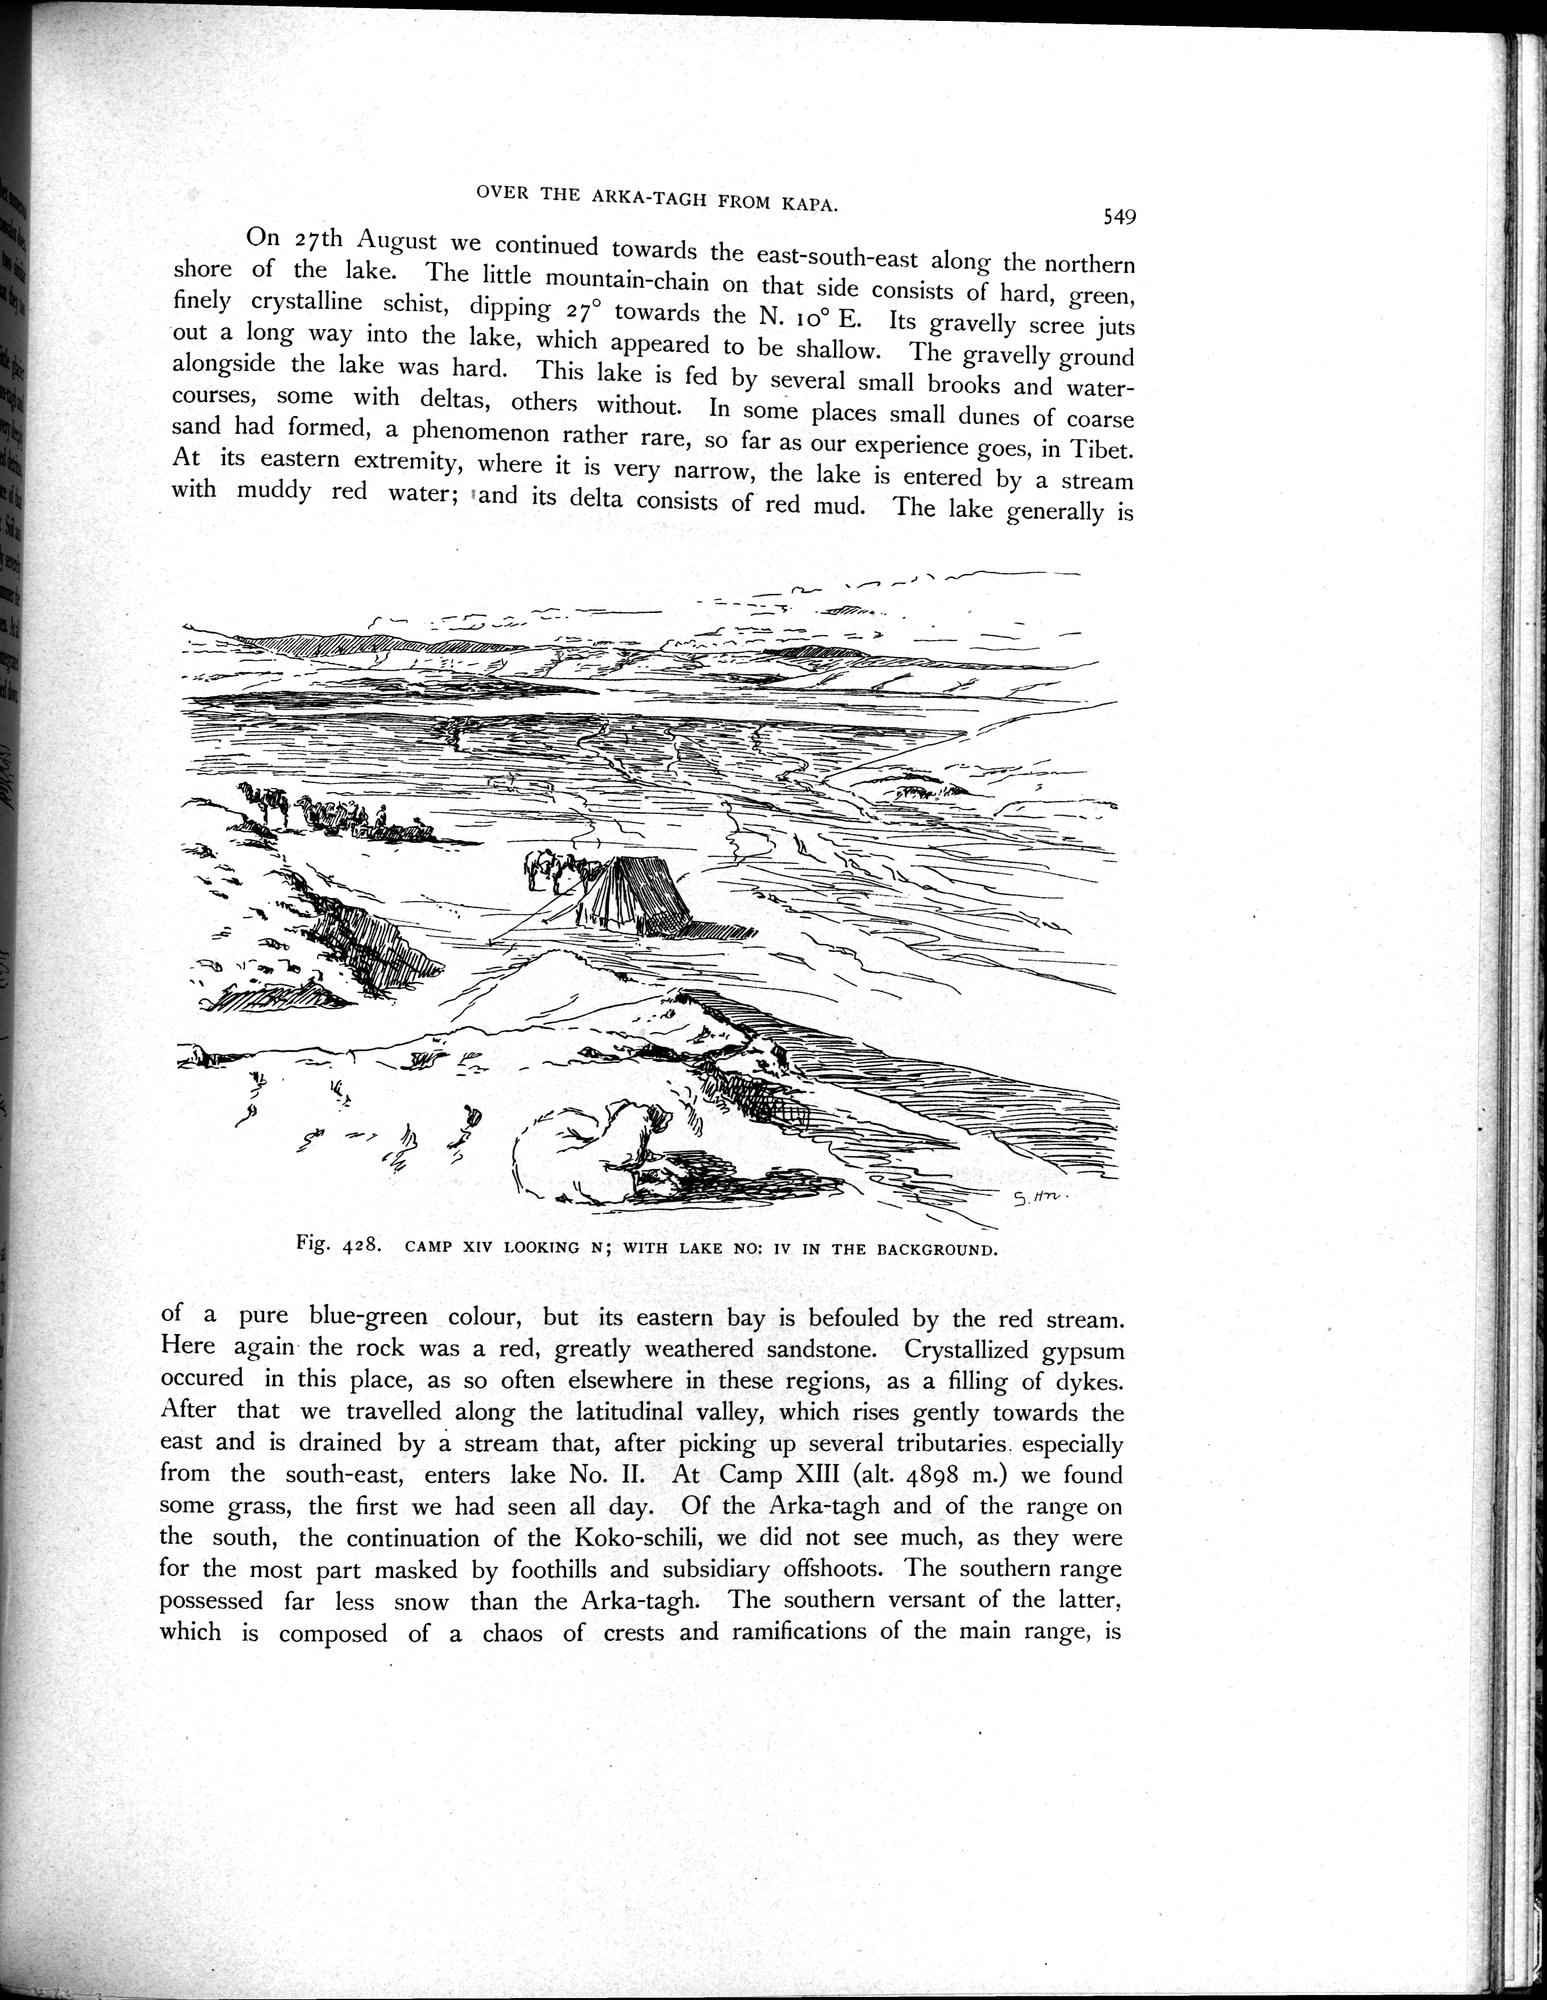 OVER THE ARKA-TAGH FROM KAPA.
549
On 27th August we continued towards the east-south-east along the northern
shore of the lake. The little mountain-chain on that side consists of hard, green,
finely crystalline schist, dipping 27° towards the N. 10° E. Its gravelly scree juts
out a long way into the lake, which appeared to be shallow. The gravelly ground
alongside the lake was hard. This lake is fed by several small brooks and water-
courses, some with deltas, others without. In some places small dunes of coarse
sand had formed, a phenomenon rather rare, so far as our experience goes, in Tibet.
At its eastern extremity, where it is very narrow, the lake is entered by a stream
with muddy red water; and its delta consists of red mud. The lake generally is
S. Hn.
Fig. 428. CAMP XIV LOOKING N; WITH LAKE NO: IV IN THE BACKGROUND.
of a pure blue-green colour, but its eastern bay is befouled by the red stream.
Here again the rock was a red, greatly weathered sandstone. Crystallized gypsum
occured in this place, as so often elsewhere in these regions, as a filling of dykes.
After that we travelled along the latitudinal valley, which rises gently towards the
east and is drained by a stream that, after picking up several tributaries, especially
from the south-east, enters lake No. II. At Camp XIII (alt. 4898 m.) we found
some grass, the first we had seen all day. Of the Arka-tagh and of the range on
the south, the continuation of the Koko-schili, we did not see much, as they were
for the most part masked by foothills and subsidiary offshoots. The southern range
possessed far less snow than the Arka-tagh. The southern versant of the latter,
which is composed of a chaos of crests and ramifications of the main range, is